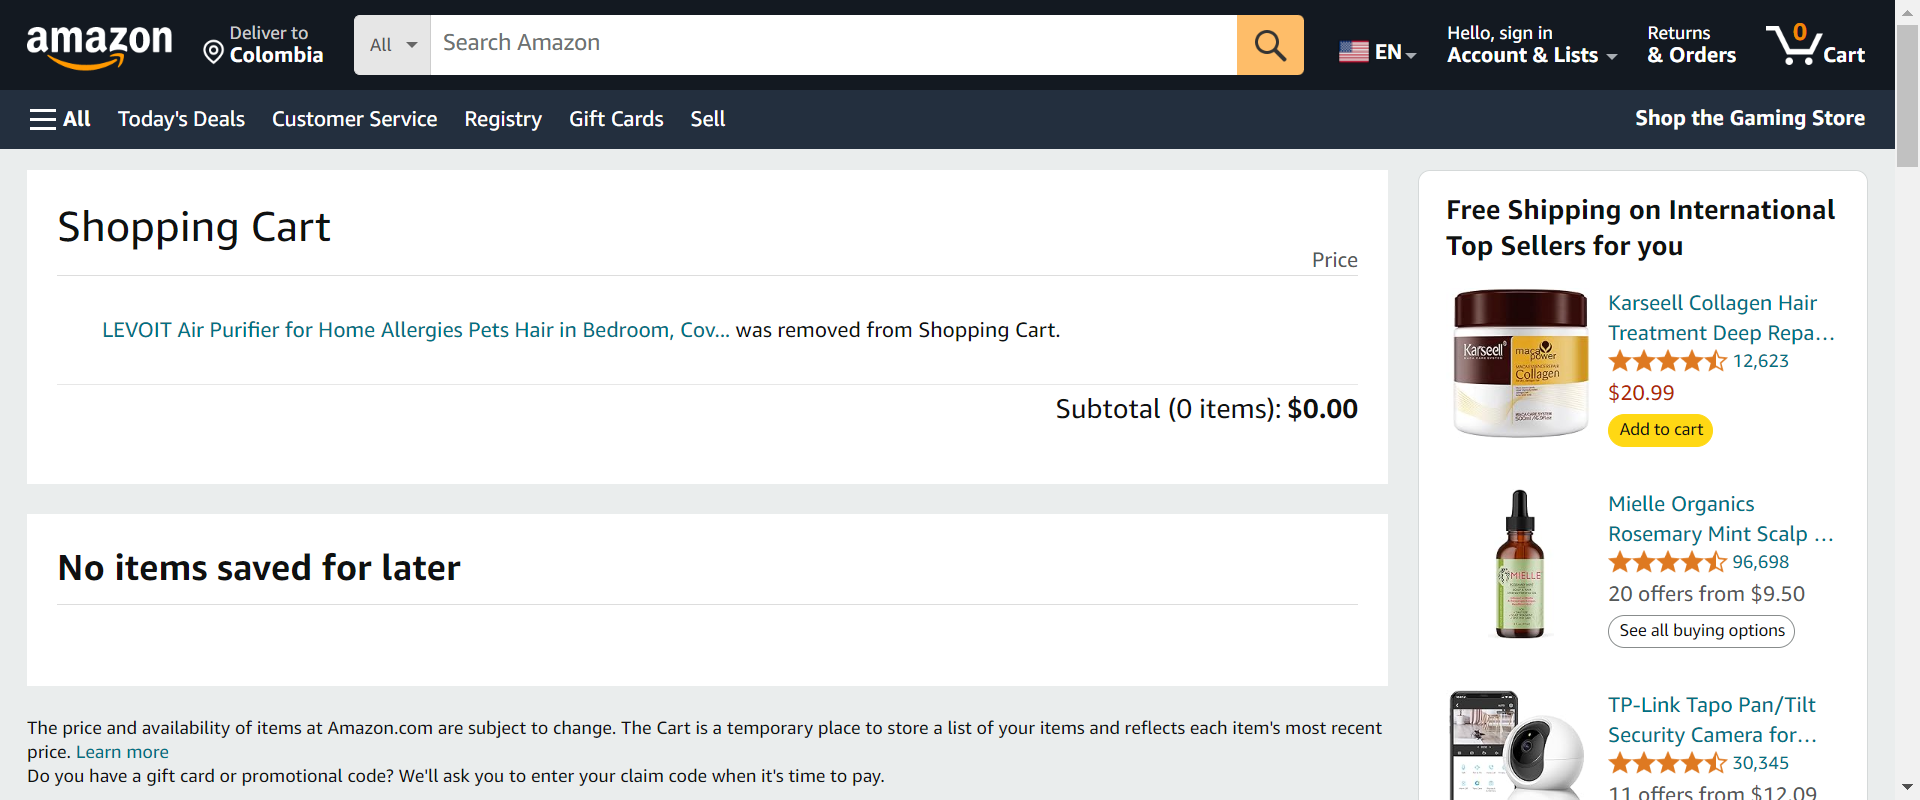 amazon
Deliver to
Colombia
All
Search Amazon
EN
Hello, sign in
Account & Lists
Returns
& Orders
0
Cart
All
Today's Deals
Customer Service
Registry
Gift Cards
Sell
Shop the Gaming Store
Shopping Cart
Price
LEVOIT Air Purifier for Home Allergies Pets Hair in Bedroom, Cov... was removed from Shopping Cart.
Subtotal (0 items): $0.00
No items saved for later
The price and availability of items at Amazon.com are subject to change. The Cart is a temporary place to store a list of your items and reflects each item's most recent
price. Learn more
Do you have a gift card or promotional code? We'll ask you to enter your claim code when it's time to pay.
Free Shipping on International
Top Sellers for you
Karseell
maca
power
Collagen
Karseell Collagen Hair
Treatment Deep Repa...
12,623
$20.99
Add to cart
MIELLE
Mielle Organics
Rosemary Mint Scalp ...
96,698
20 offers from $9.50
See all buying options
TP-Link Tapo Pan/Tilt
Security Camera for...
30,345
11 offers from $12.09